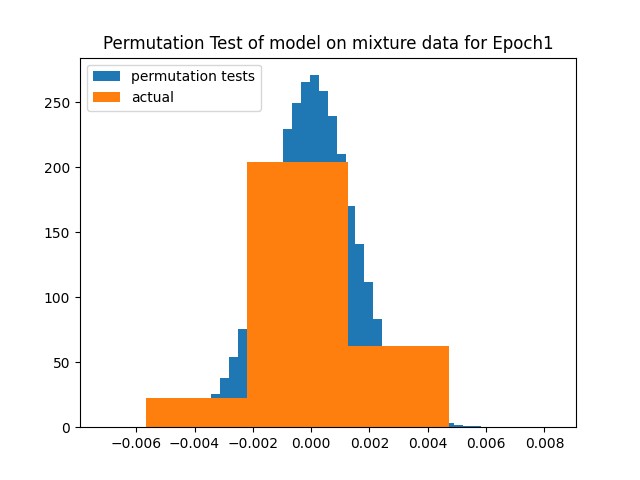 Permutation Test of model on mixture data for Epoch1
permutation tests
actual
250
200
150
100
50
0
−0.006 −0.004 −0.002 0.000 0.002 0.004 0.006 0.008